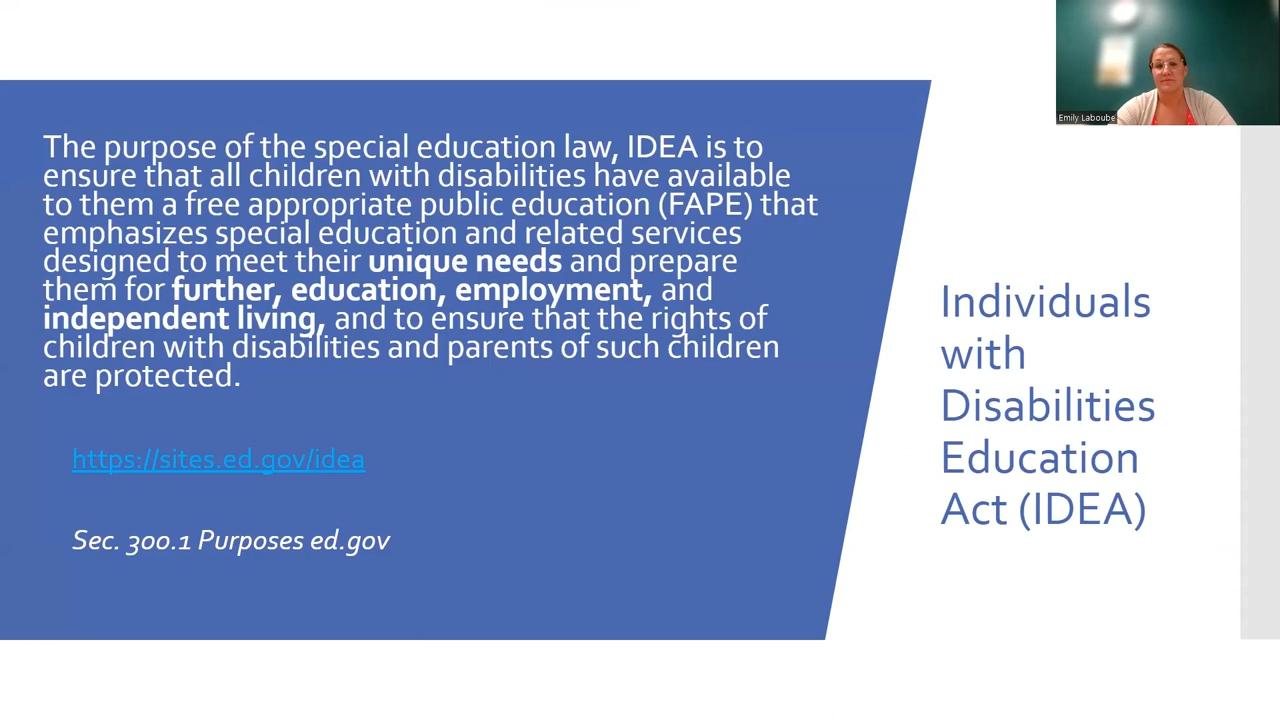 The purpose of the special education law, IDEA is to
ensure that all children with disabilities have available
to them a free appropriate public education (FAPE) that
emphasizes special education and related services
designed to meet their unique needs and prepare
them for further, education, employment, and
independent living, and to ensure that the rights of
children with disabilities and parents of such children
are protected.
https://sites.ed.gov/idea
Sec. 300.1 Purposes ed.gov
Individuals
with
Disabilities
Education
Act (IDEA)
Emily Laboube